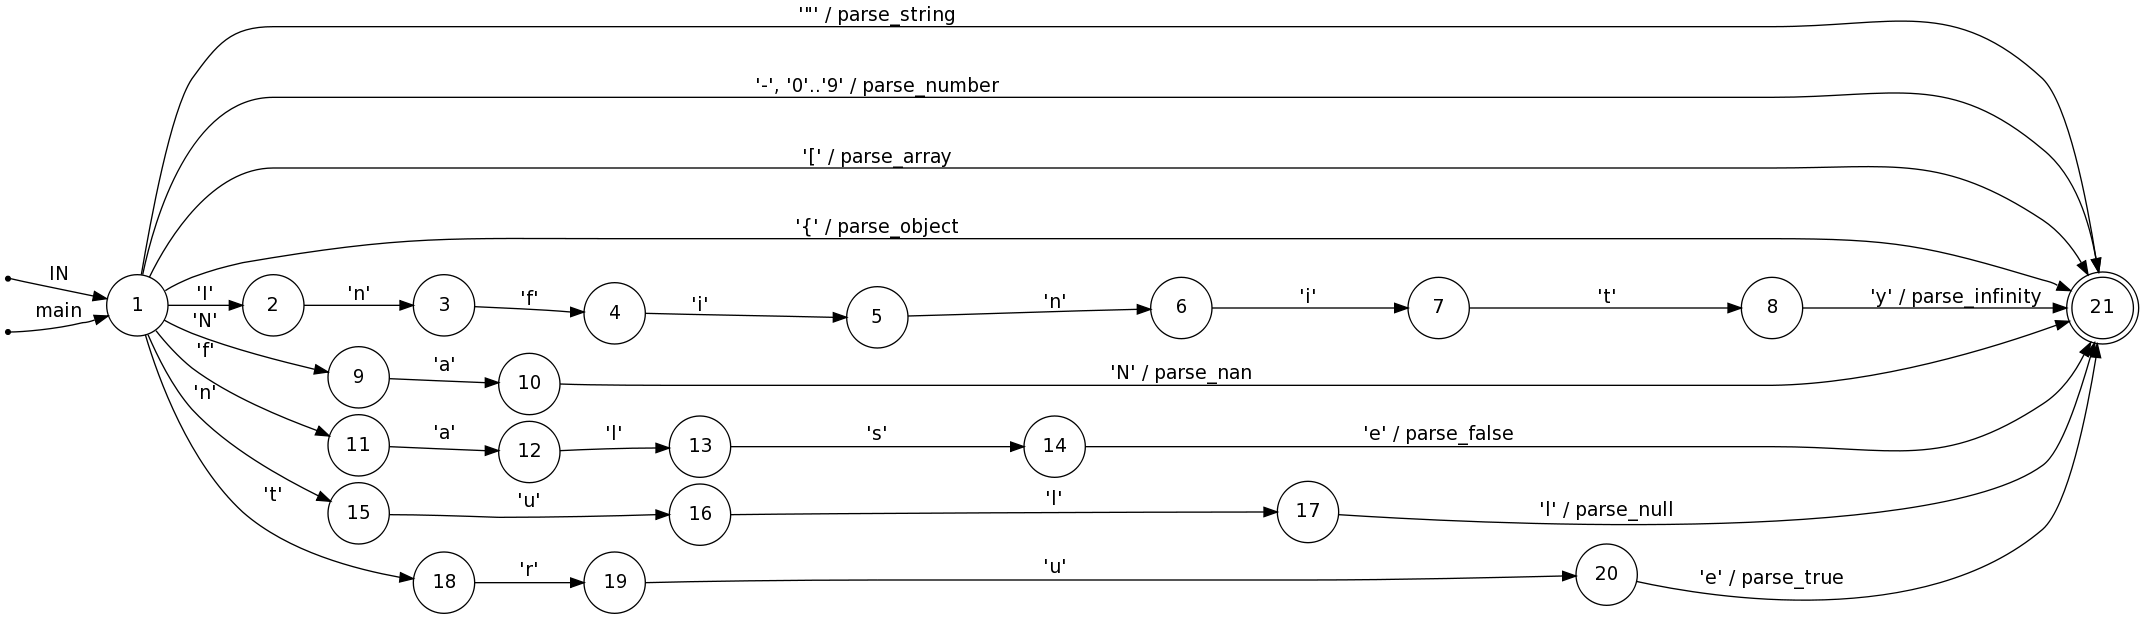 '"' / parse_string
'-', '0'..'9' / parse_number
'[' / parse_array
'{' / parse_object
IN
main
1
'I'
2
'n'
3
'f'
4
'i'
5
'n'
6
'i'
7
't'
8
'y' / parse_infinity
21
'N'
9
'a'
10
'N' / parse_nan
'f'
11
'a'
12
'l'
13
's'
14
'e' / parse_false
'n'
15
'u'
16
'l'
17
'l' / parse_null
't'
18
'r'
19
'u'
20
'e' / parse_true